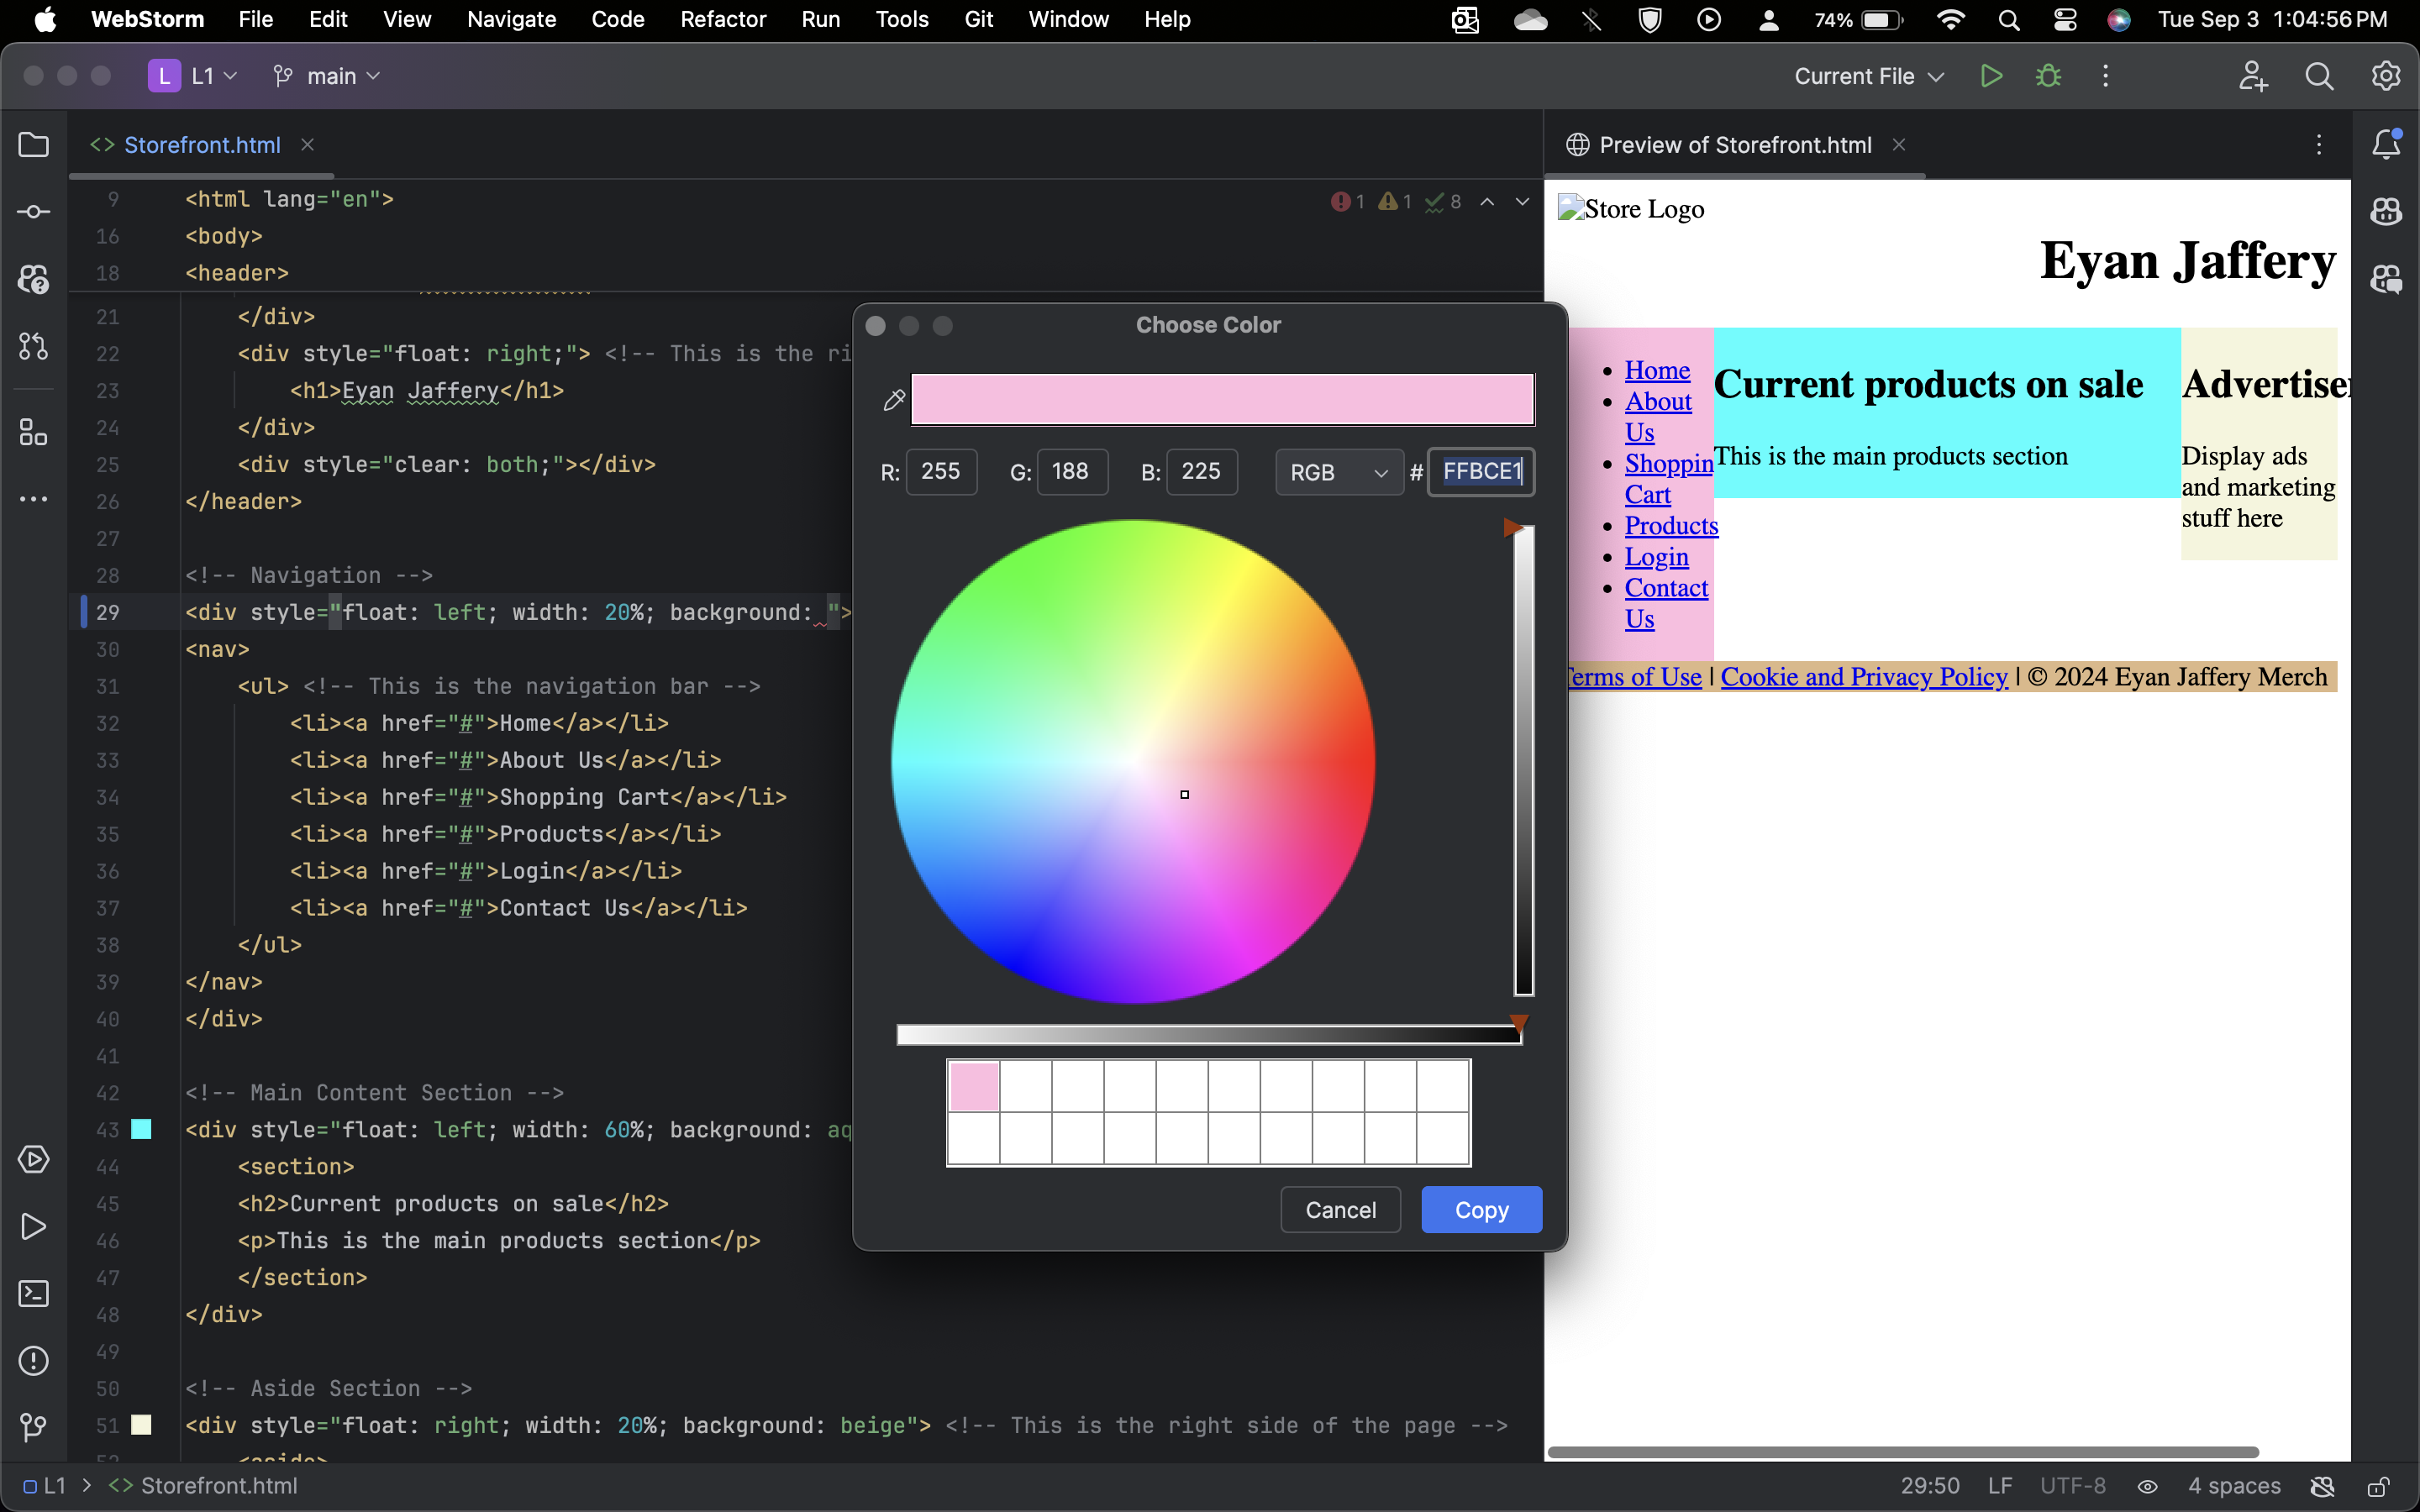 WebStorm File Edit View Navigate Code Refactor Run Tools Git Window Help 74% Tue Sep 3 1:04:56 PM
L L1 main Current File
Storefront.html
Preview of Storefront.html
9 <html lang="en">
1 1 8
16 <body>
18 <header>
21 </div>
22 <div style="float: right;"> <!-- This is the ri
23 <h1>Eyan Jaffery</h1>
24 </div>
25 <div style="clear: both;"></div>
26 </header>
27
28 <!-- Navigation -->
29 <div style="float: left; width: 20%; background: ">
30 <nav>
31 <ul> <!-- This is the navigation bar -->
32 <li><a href="#">Home</a></li>
33 <li><a href="#">About Us</a></li>
34 <li><a href="#">Shopping Cart</a></li>
35 <li><a href="#">Products</a></li>
36 <li><a href="#">Login</a></li>
37 <li><a href="#">Contact Us</a></li>
38 </ul>
39 </nav>
40 </div>
41
42 <!-- Main Content Section -->
43 <div style="float: left; width: 60%; background: aq
44 <section>
45 <h2>Current products on sale</h2>
46 <p>This is the main products section</p>
47 </section>
48 </div>
49
50 <!-- Aside Section -->
51 <div style="float: right; width: 20%; background: beige"> <!-- This is the right side of the page -->
Choose Color
R: 255 G: 188 B: 225 RGB # FFBCE1
Cancel Copy
Store Logo
Eyan Jaffery
Home
About
Us
Shoppin
Cart
Products
Login
Contact
Us
Current products on sale
This is the main products section
Advertise
Display ads
and marketing
stuff here
Terms of Use | Cookie and Privacy Policy | © 2024 Eyan Jaffery Merch
L1 > <> Storefront.html
29:50 LF UTF-8 4 spaces